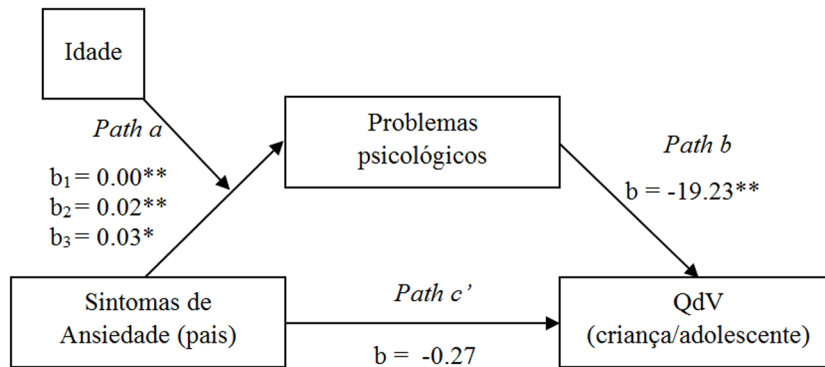 Idade
Path a
b₁ = 0.00**
b₂ = 0.02**
b₃ = 0.03*
Problemas
psicológicos
Path b
b = -19.23**
Sintomas de
Ansiedade (pais)
Path c’
b = -0.27
QdV
(criança/adolescente)